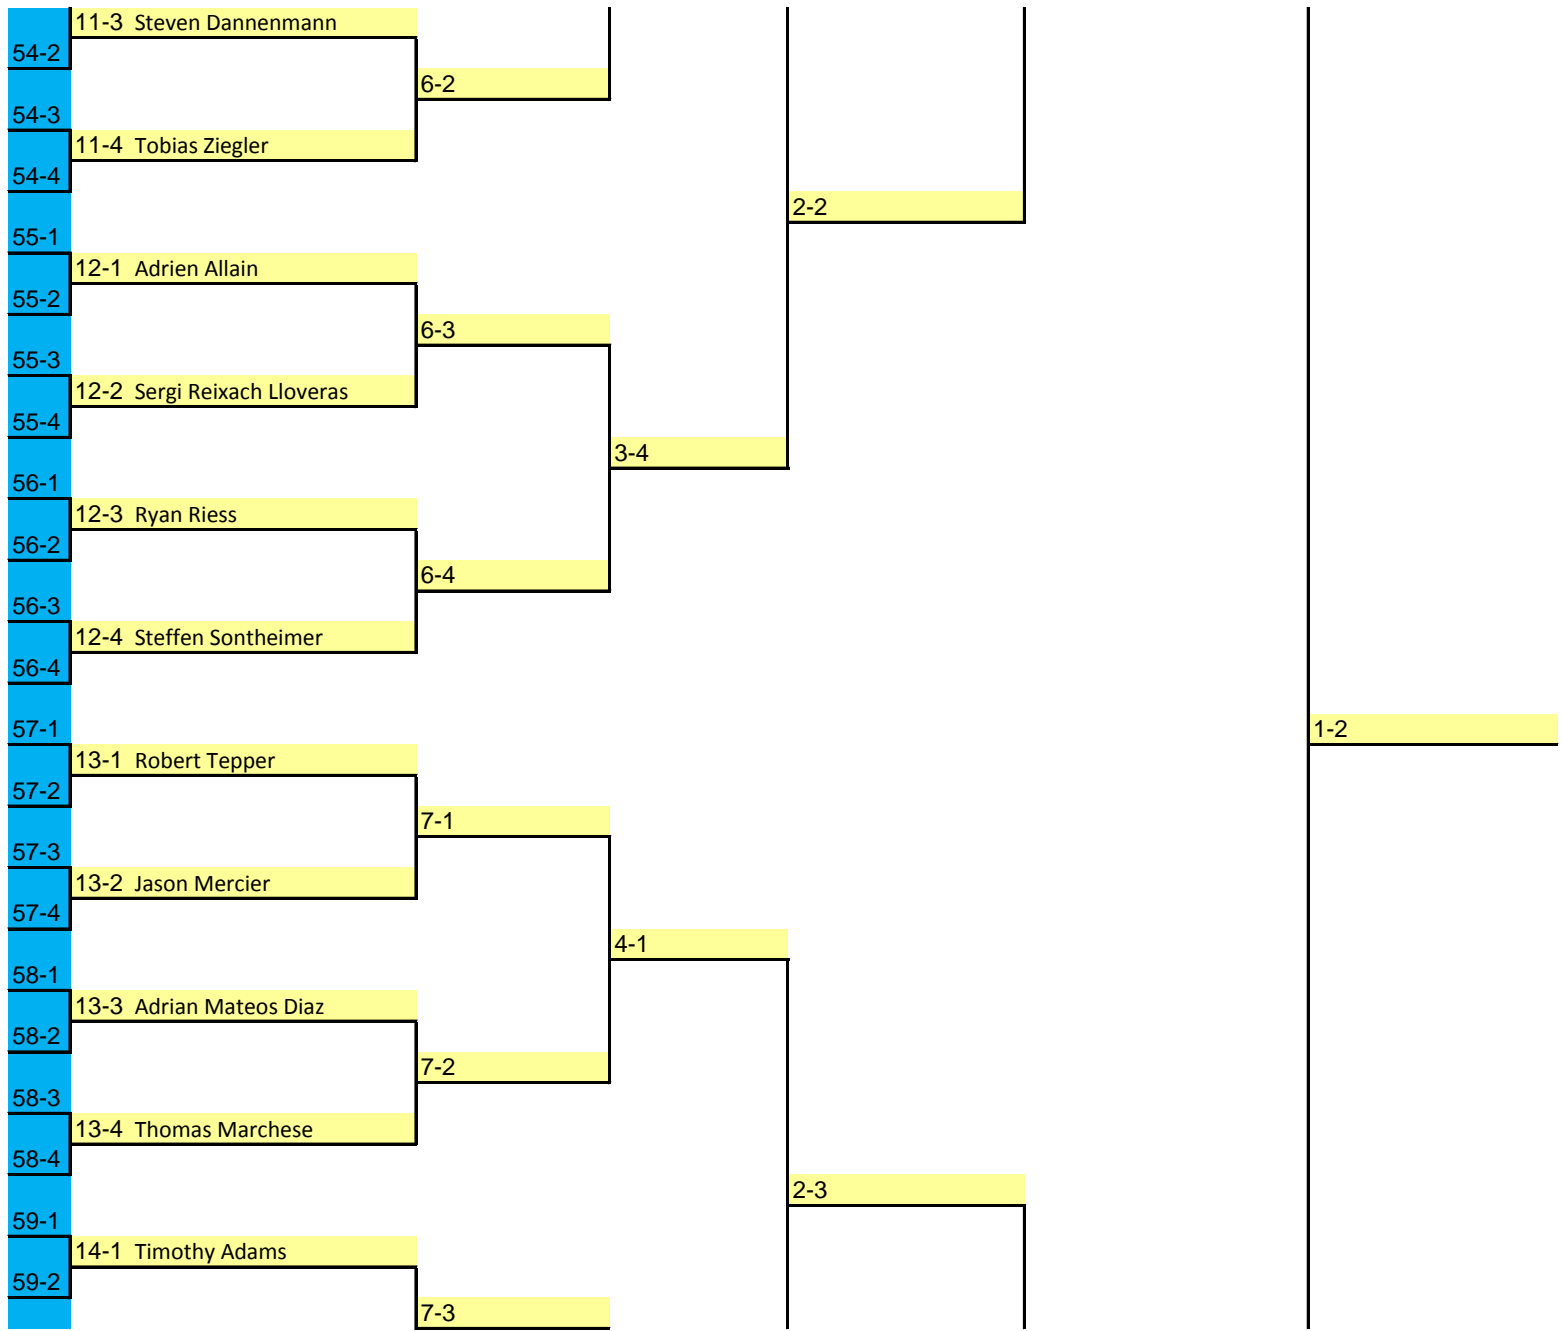 11-3 Steven Dannenmann
54-2
6-2
54-3
11-4 Tobias Ziegler
54-4
2-2
55-1
12-1 Adrien Allain
55-2
6-3
55-3
12-2 Sergi Reixach Lloveras
55-4
3-4
56-1
12-3 Ryan Riess
56-2
6-4
56-3
12-4 Steffen Sontheimer
56-4
57-1
1-2
13-1 Robert Tepper
57-2
7-1
57-3
13-2 Jason Mercier
57-4
4-1
58-1
13-3 Adrian Mateos Diaz
58-2
7-2
58-3
13-4 Thomas Marchese
58-4
2-3
59-1
14-1 Timothy Adams
59-2
7-3